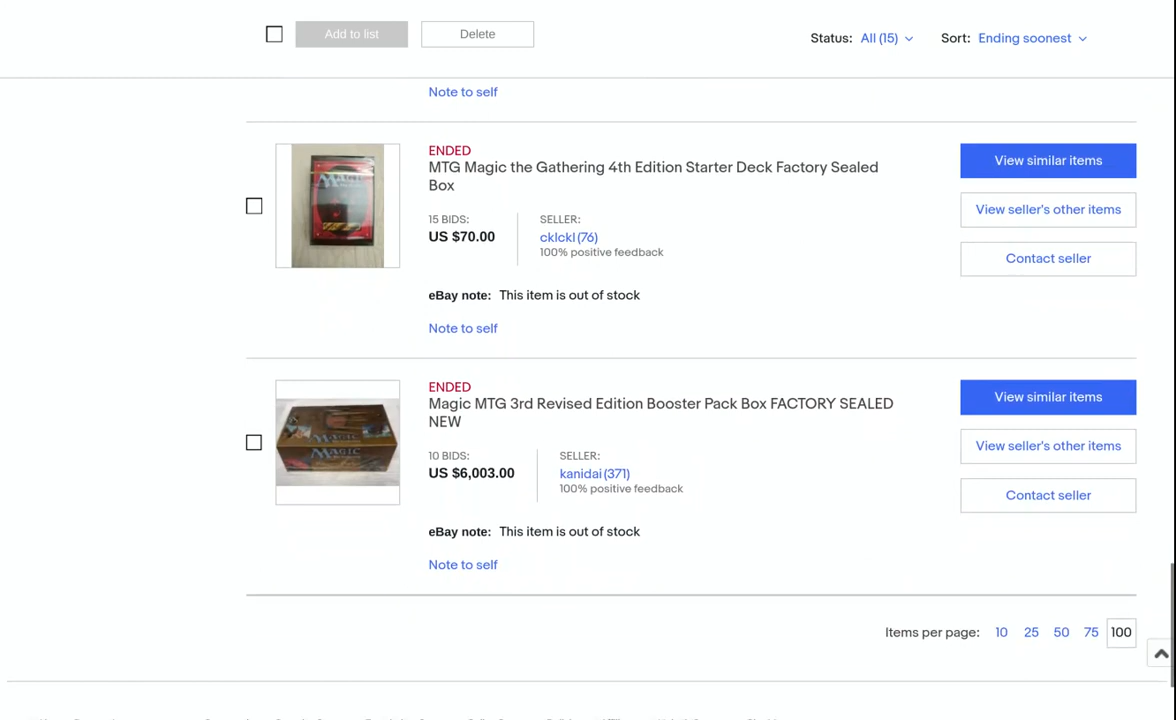 Add to list
Delete
Status: All (15)
Sort: Ending soonest
Note to self
ENDED
MTG Magic the Gathering 4th Edition Starter Deck Factory Sealed
Box
15 BIDS:
US $70.00
SELLER:
cklckl (76)
100% positive feedback
eBay note: This item is out of stock
Note to self
View similar items
View seller's other items
Contact seller
MAGIC
ENDED
Magic MTG 3rd Revised Edition Booster Pack Box FACTORY SEALED
NEW
10 BIDS:
US $6,003.00
SELLER:
kanidai (371)
100% positive feedback
eBay note: This item is out of stock
Note to self
View similar items
View seller's other items
Contact seller
MAGIC
MAGIC
Items per page: 10 25 50 75 100